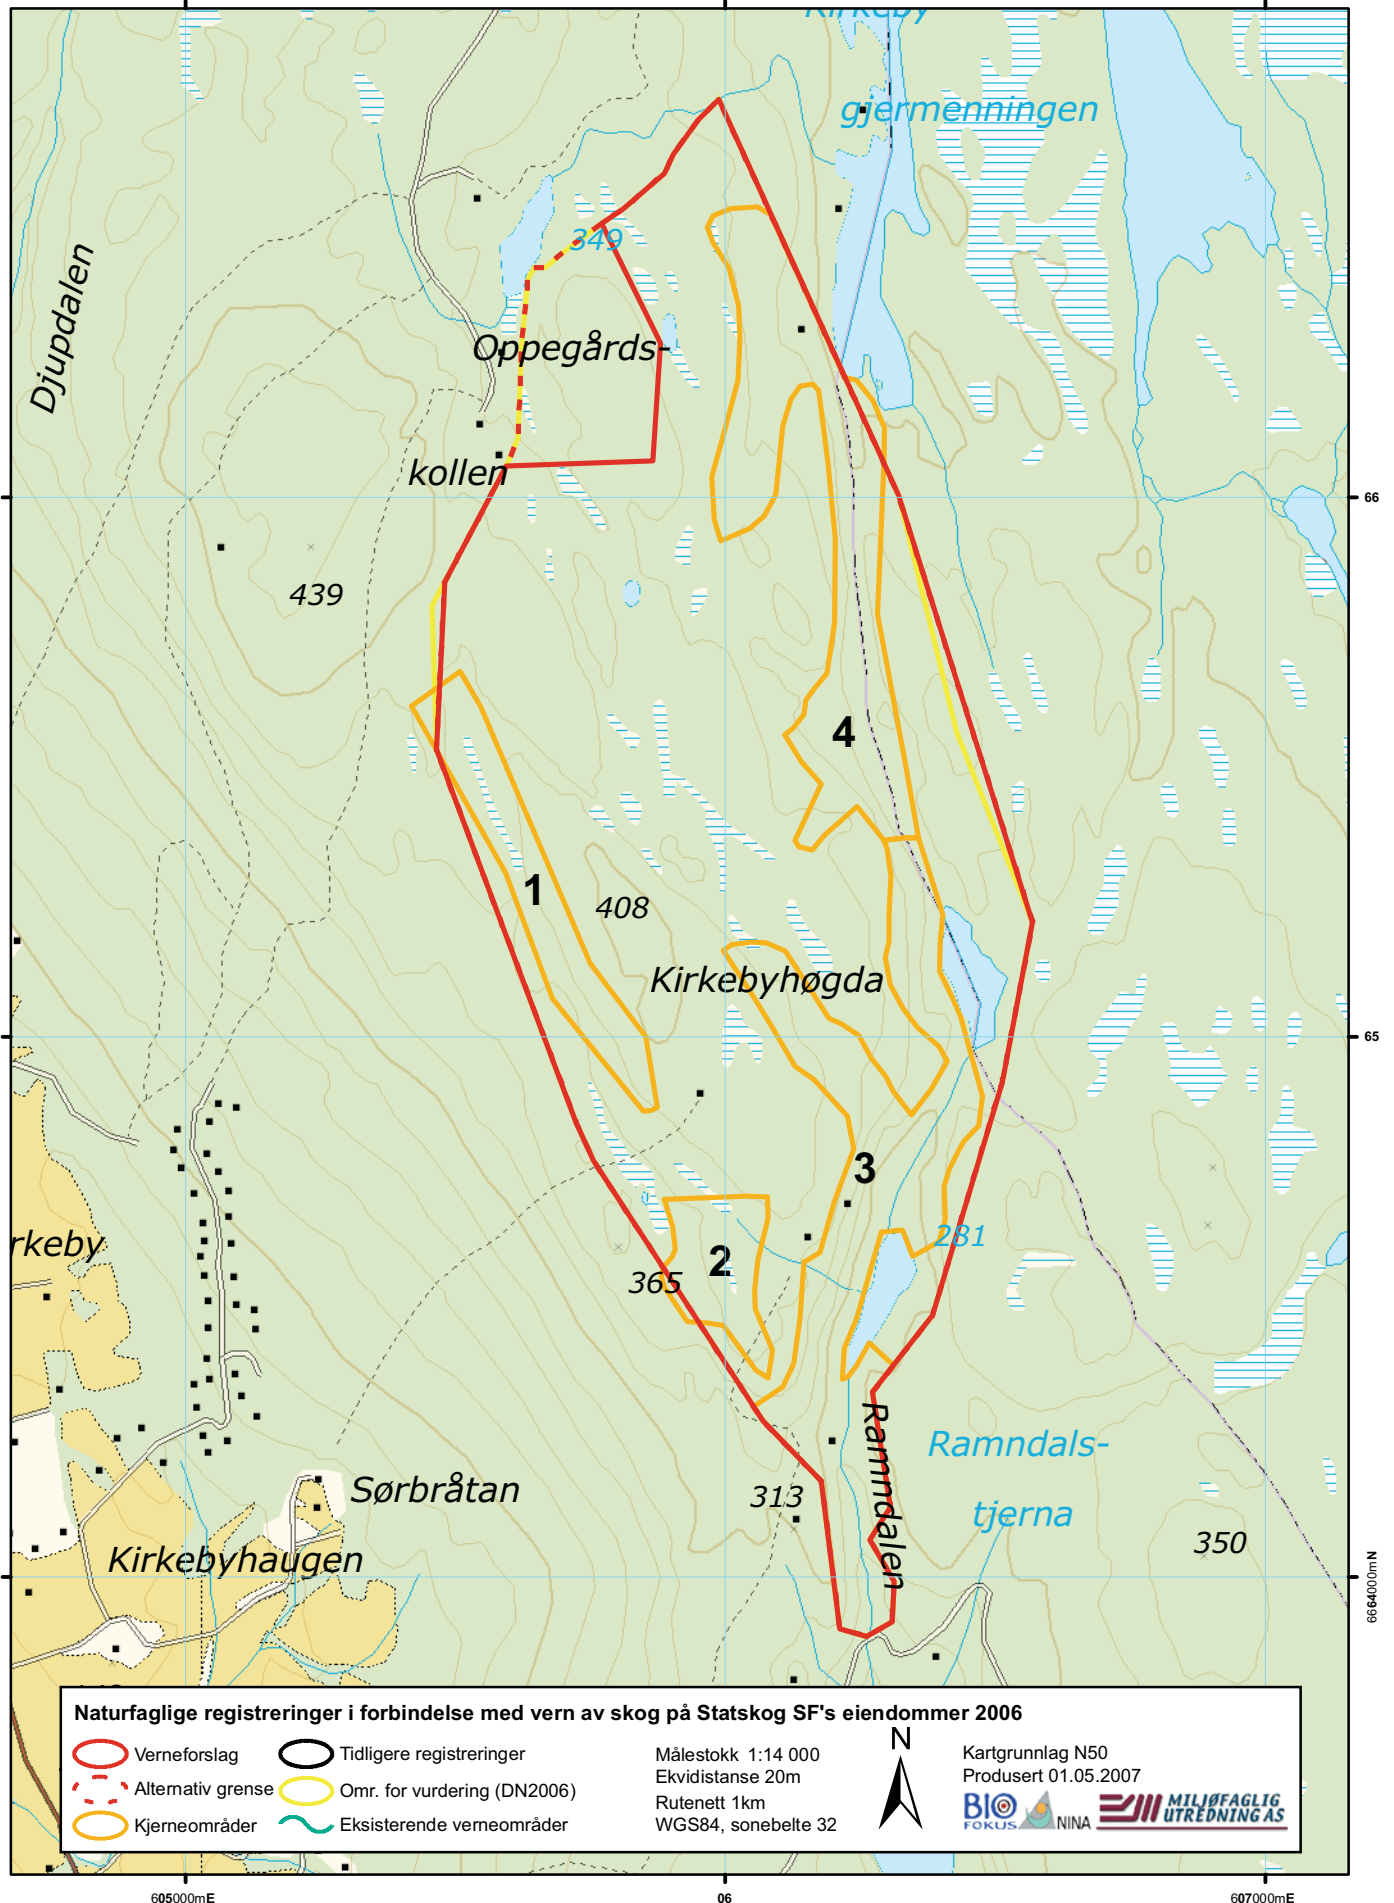 Kirkeby
gjermenningen
Djupdalen
349
Oppegårds-
kollen
66
439
4
1
408
Kirkebyhøgda
65
3
rkeby
2
281
365
Ramndalen
Ramndals-
tjerna
Sørbråtan
313
350
Kirkebyhaugen
6664000mN
Naturfaglige registreringer i forbindelse med vern av skog på Statskog SF's eiendommer 2006
Verneforslag
Alternativ grense
Kjerneområder
Tidligere registreringer
Omr. for vurdering (DN2006)
Eksisterende verneområder
Målestokk 1:14 000
Ekvidistanse 20m
Rutenett 1km
WGS84, sonebelte 32
N
Kartgrunnlag N50
Produsert 01.05.2007
BIO
FOKUS
NINA
MILJØFAGLIG
UTREDNING AS
605000mE
06
607000mE